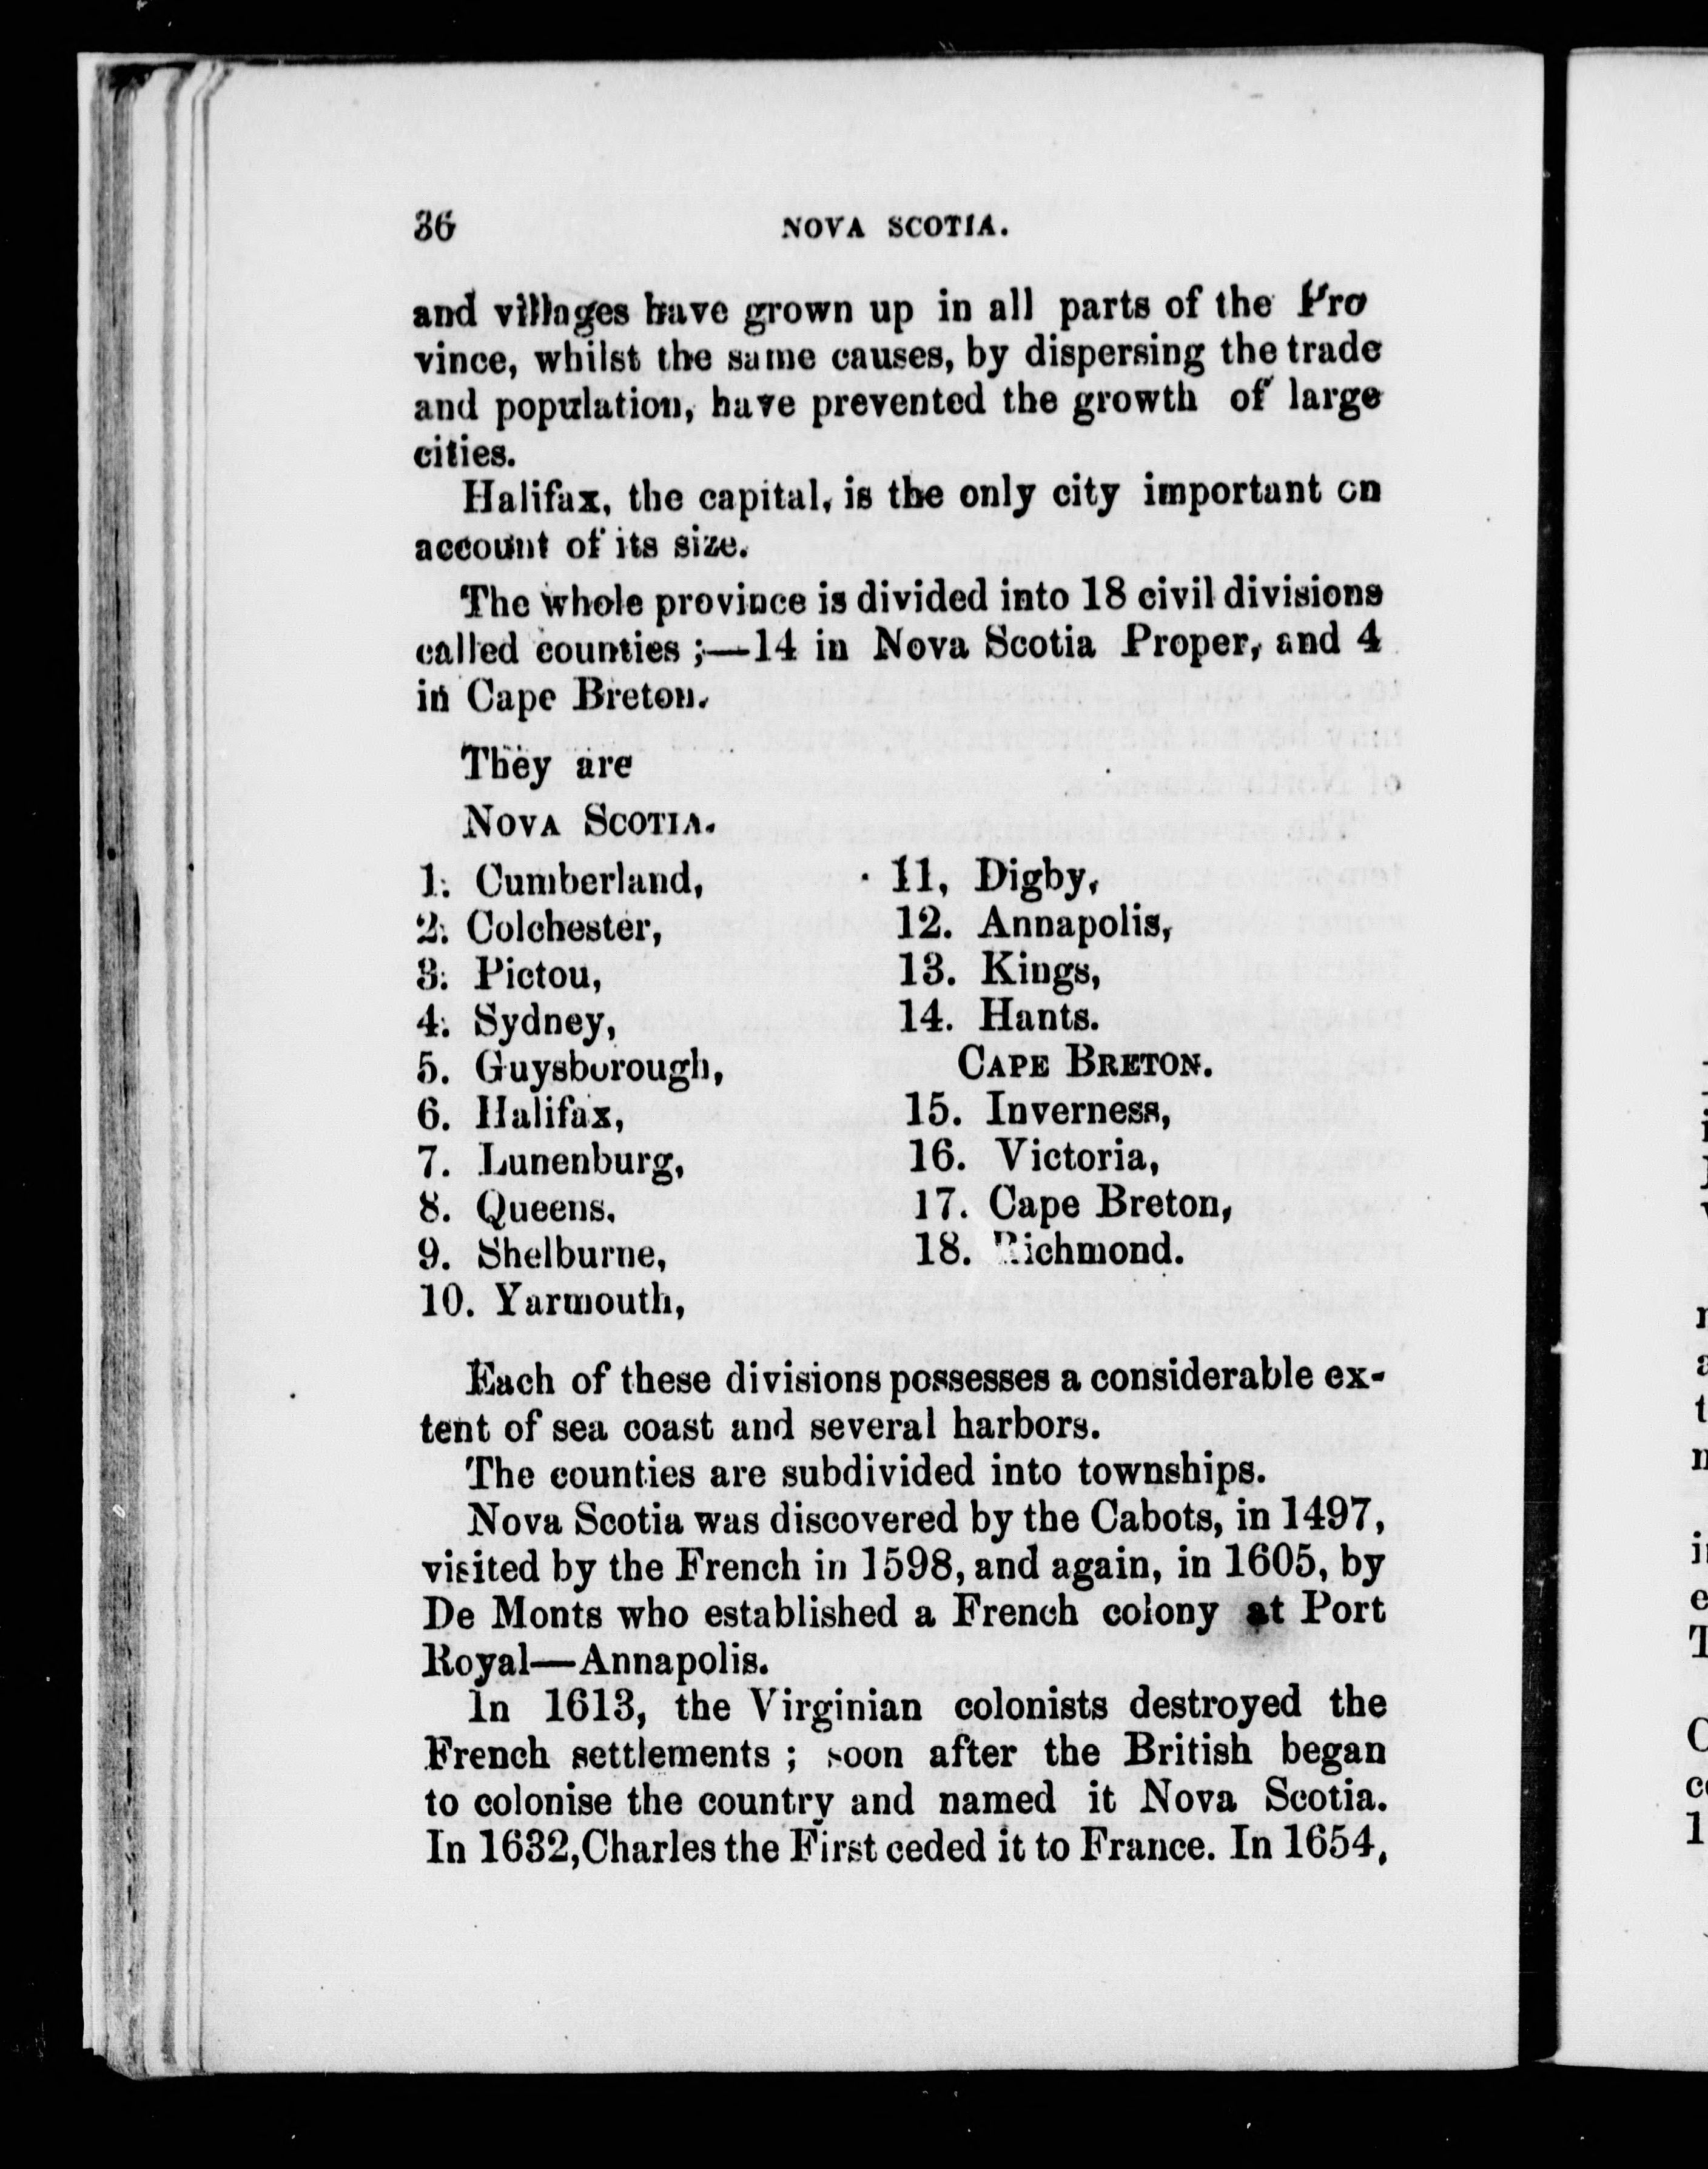 36 NOVA SCOTIA.
and villages have grown up in all parts of the Pro
vince, whilst the same causes, by dispersing the trade
and population, have prevented the growth of large
cities.
Halifax, the capital, is the only city important on
account of its size.
The whole province is divided into 18 civil divisions
called counties ;—14 in Nova Scotia Proper, and 4
in Cape Breton.
They are
NOVA SCOTIA.
1. Cumberland,
2. Colchester,
3. Pictou,
4. Sydney,
5. Guysborough,
6. Halifax,
7. Lunenburg,
8. Queens,
9. Shelburne,
10. Yarmouth,
11, Digby,
12. Annapolis,
13. Kings,
14. Hants.
CAPE BRETON.
15. Inverness,
16. Victoria,
17. Cape Breton,
18. Richmond.
Each of these divisions possesses a considerable ex-
tent of sea coast and several harbors.
The counties are subdivided into townships.
Nova Scotia was discovered by the Cabots, in 1497,
visited by the French in 1598, and again, in 1605, by
De Monts who established a French colony at Port
Royal—Annapolis.
In 1613, the Virginian colonists destroyed the
French settlements ; soon after the British began
to colonise the country and named it Nova Scotia.
In 1632,Charles the First ceded it to France. In 1654,